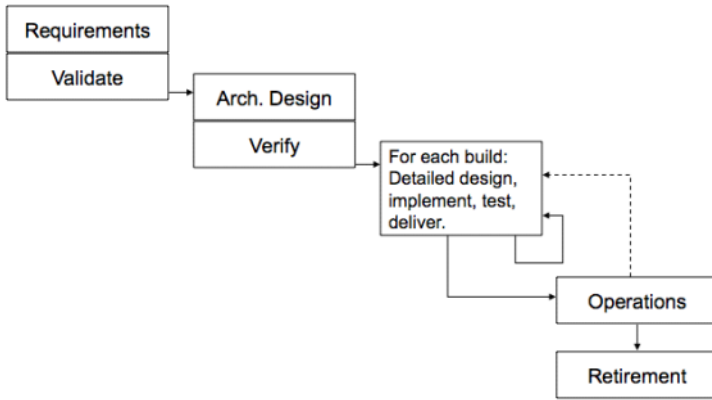 Requirements
Validate
Arch. Design
Verify
For each build:
Detailed design,
implement, test,
deliver.
Operations
Retirement